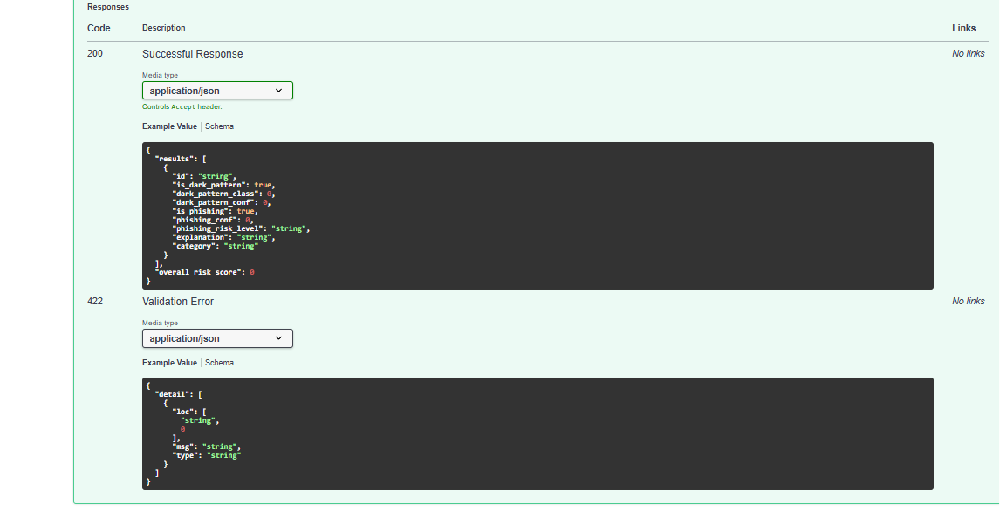 Responses
Code Description Links
200 Successful Response No links
Media type
application/json
Controls Accept header.
Example Value | Schema
{
  "results": [
    {
      "id": "string",
      "is_dark_pattern": true,
      "dark_pattern_class": 0,
      "dark_pattern_conf": 0,
      "is_phishing": true,
      "phishing_conf": 0,
      "phishing_risk_level": "string",
      "explanation": "string",
      "category": "string"
    }
  ],
  "overall_risk_score": 0
}
422 Validation Error No links
Media type
application/json
Example Value | Schema
{
  "detail": [
    {
      "loc": [
        "string",
        0
      ],
      "msg": "string",
      "type": "string"
    }
  ]
}